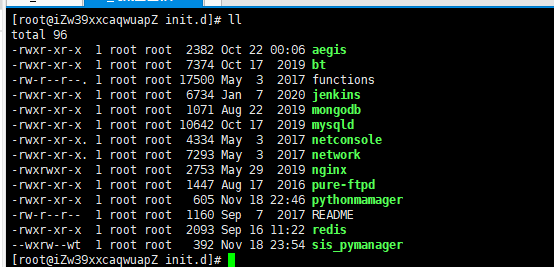 [root@iZw39xxcaqwuapZ init.d]# ll
total 96
-rwxr-xr-x  1 root root  2382 Oct 22 00:06 aegis
-rwxr-xr-x  1 root root  7374 Oct 17  2019 bt
-rw-r--r--. 1 root root 17500 May  3  2017 functions
-rwxr-xr-x  1 root root  6734 Jan  7  2020 jenkins
-rwxr-xr-x  1 root root  1071 Aug 22  2019 mongodb
-rwxr-xr-x  1 root root 10642 Oct 17  2019 mysqld
-rwxr-xr-x. 1 root root  4334 May  3  2017 netconsole
-rwxr-xr-x. 1 root root  7293 May  3  2017 network
-rwxrwxr-x  1 root root  2753 May 29  2019 nginx
-rwxr-xr-x  1 root root  1447 Aug 17  2016 pure-ftpd
-rwxr-xr-x  1 root root   605 Nov 18 22:46 pythonmamager
-rw-r--r--  1 root root  1160 Sep  7  2017 README
-rwxr-xr-x  1 root root  2093 Sep 16 11:22 redis
--wxrw--wt  1 root root   392 Nov 18 23:54 sis_pymanager
[root@iZw39xxcaqwuapZ init.d]#